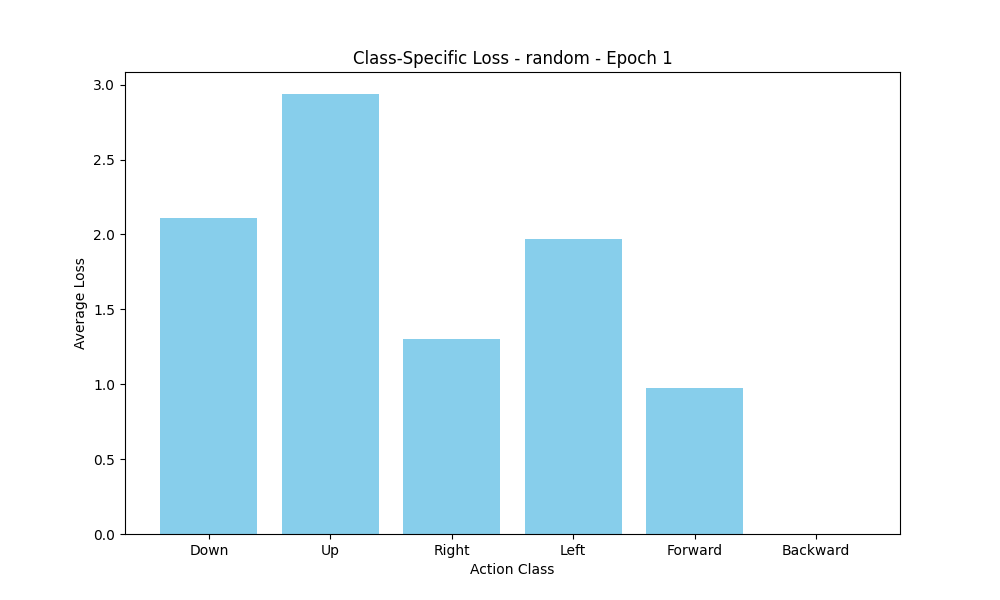 Class-Specific Loss - random - Epoch 1
3.0
2.5
2.0
1.5
1.0
0.5
0.0
Average Loss
Down Up Right Left Forward Backward
Action Class